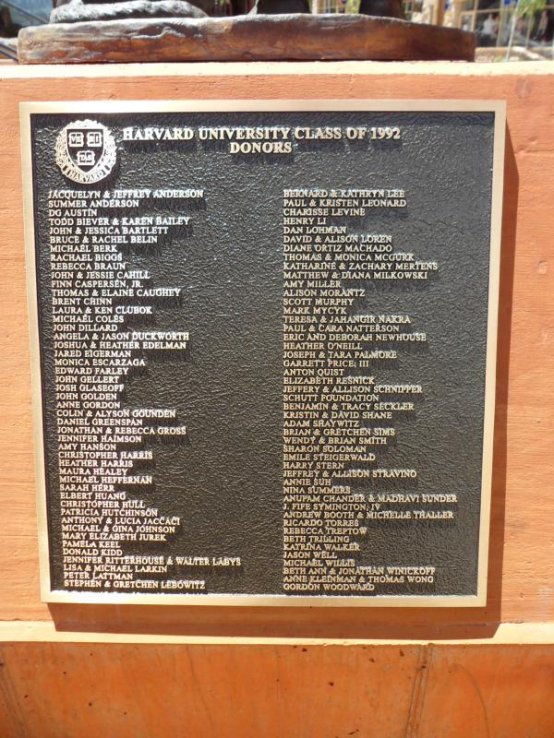 VE RI
TAS
HARVARD
HARVARD UNIVERSITY CLASS OF 1992
DONORS
JACQUELYN & JEFFREY ANDERSON
SUMMER ANDERSON
DG AUSTIN
TODD BIEVER & KAREN BAILEY
JOHN & JESSICA BARTLETT
BRUCE & RACHEL BELIN
MICHAEL BERK
RACHAEL BIGGS
REBECCA BRAUN
JOHN & JESSIE CAHILL
FINN CASPERSEN, JR.
THOMAS & ELAINE CAUGHEY
BRENT CHINN
LAURA & KEN CLUBOK
MICHAEL COLES
JOHN DILLARD
ANGELA & JASON DUCKWORTH
JOSHUA & HEATHER EDELMAN
JARED EIGERMAN
MONICA ESCARZAGA
EDWARD FARLEY
JOHN GELLERT
JOSH GLASEOFF
JOHN GOLDEN
ANNE GORDON
COLIN & ALYSON GOUNDEN
DANIEL GREENSPAN
JONATHAN & REBECCA GROSS
JENNIFER HAIMSON
AMY HANSON
CHRISTOPHER HARRIS
HEATHER HARRIS
MAURA HEALEY
MICHAEL HEFFERNAN
SARAH HERR
ELBERT HUANG
CHRISTOPHER HULL
PATRICIA HUTCHINSON
ANTHONY & LUCIA JACCACI
MICHAEL & GINA JOHNSON
MARY ELIZABETH JUREK
PAMELA KEEL
DONALD KIDD
JENNIFER RITTERHOUSE & WALTER LABYS
LISA & MICHAEL LARKIN
PETER LATTMAN
STEPHEN & GRETCHEN LEBOWITZ
BERNARD & KATHRYN LEE
PAUL & KRISTEN LEONARD
CHARISSE LEVINE
HENRY LI
DAN LOHMAN
DAVID & ALISON LOREN
DIANE ORTIZ MACHADO
THOMAS & MONICA MCGURK
KATHARINE & ZACHARY MERTENS
MATTHEW & DIANA MILKOWSKI
AMY MILLER
ALISON MORANTZ
SCOTT MURPHY
MARK MYCYK
TERESA & JAHANGIR NAKRA
PAUL & CARA NATTERSON
ERIC AND DEBORAH NEWHOUSE
HEATHER O'NEILL
JOSEPH & TARA PALMORE
GARRETT PRICE, III
ANTON QUIST
ELIZABETH RESNICK
JEFFERY & ALLISON SCHNIPPER
SCHUTT FOUNDATION
BENJAMIN & TRACY SECKLER
KRISTIN & DAVID SHANE
ADAM SHAYWITZ
BRIAN & GRETCHEN SIMS
WENDY & BRIAN SMITH
SHARON SOLOMAN
EMILE STEIGERWALD
HARRY STERN
JEFFREY & ALLISON STRAVINO
ANNIE SUH
NINA SUMMERS
ANUPAM CHANDER & MADHAVI SUNDER
J. FIFE SYMINGTON, IV
ANDREW BOOTH & MICHELLE THALLER
RICARDO TORRES
REBECCA TREPTOW
BETH TRILLING
KATRINA WALKER
JASON WELL
MICHAEL WILLIS
BETH ANN & JONATHAN WINICKOFF
ANNE KLEINMAN & THOMAS WONG
GORDON WOODWARD